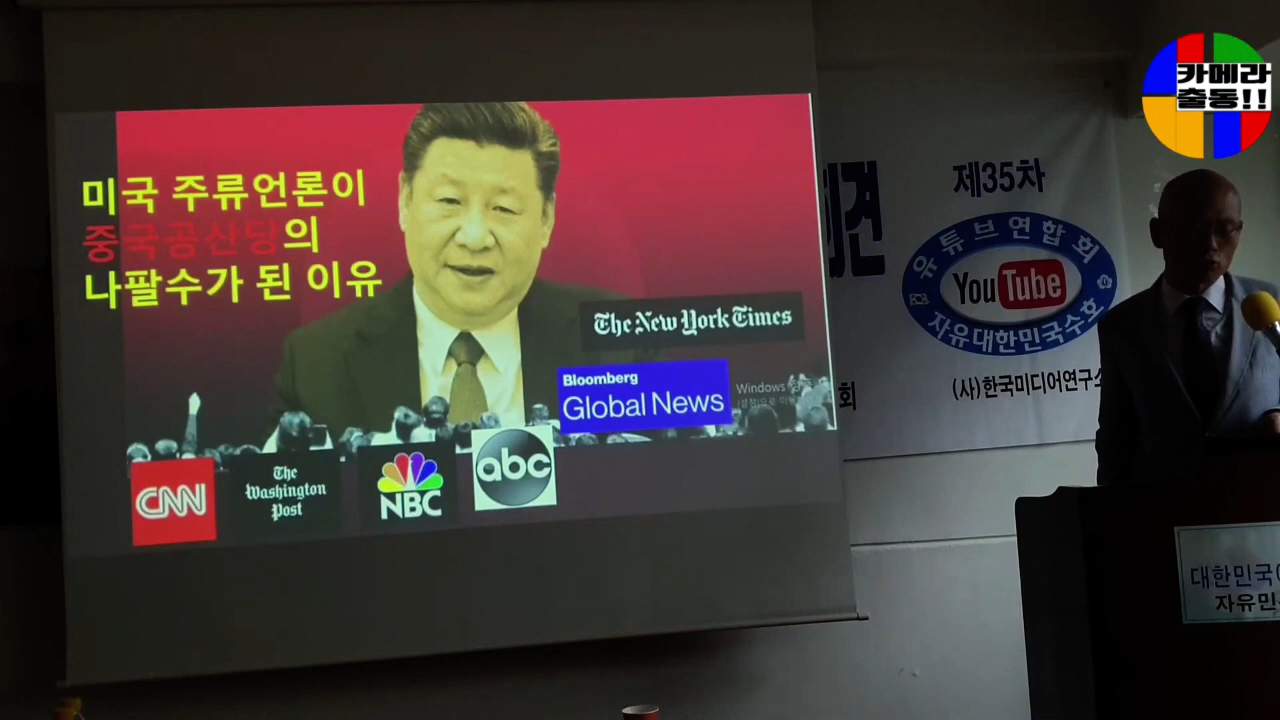 미국 주류언론이
중국공산당의
나팔수가 된 이유
The New York Times
Bloomberg
Global News
Windows
CNN
The
Washington
Post
NBC
abc
카메라
출동!!
견
제35차
유튜브연합회
YouTube
자유대한민국수호
회
(사)한국미디어연구소
대한민국
자유민